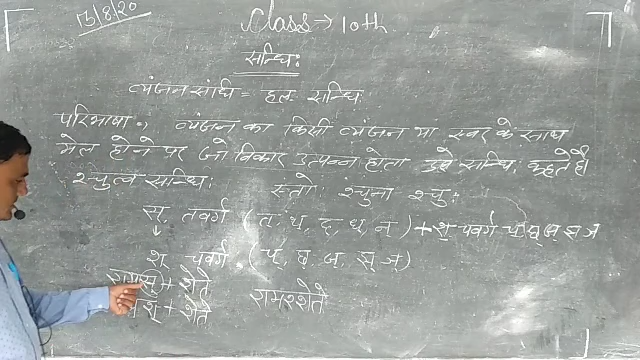 13/8/20
Class → 10th
सन्धिः
व्यंजन संधि = हल सन्धि
परिभाषा :, व्यंजन का किसी व्यंजन या स्वर के साथ
मेल होने पर जो विकार उत्पन्न होता उसे सन्धि: कहते है
श्चुत्व सन्धि: स्तो: श्चुना श्चु:
स्, तवर्ग (त्, थ्, द्, ध्, न्) + श् चवर्ग च् छ् ज् झ् ञ्
↓
श् चवर्ग, (च्, छ्, ज्, झ् ञ्)
रामस् + शेते
श् + शेते रामश्शेते